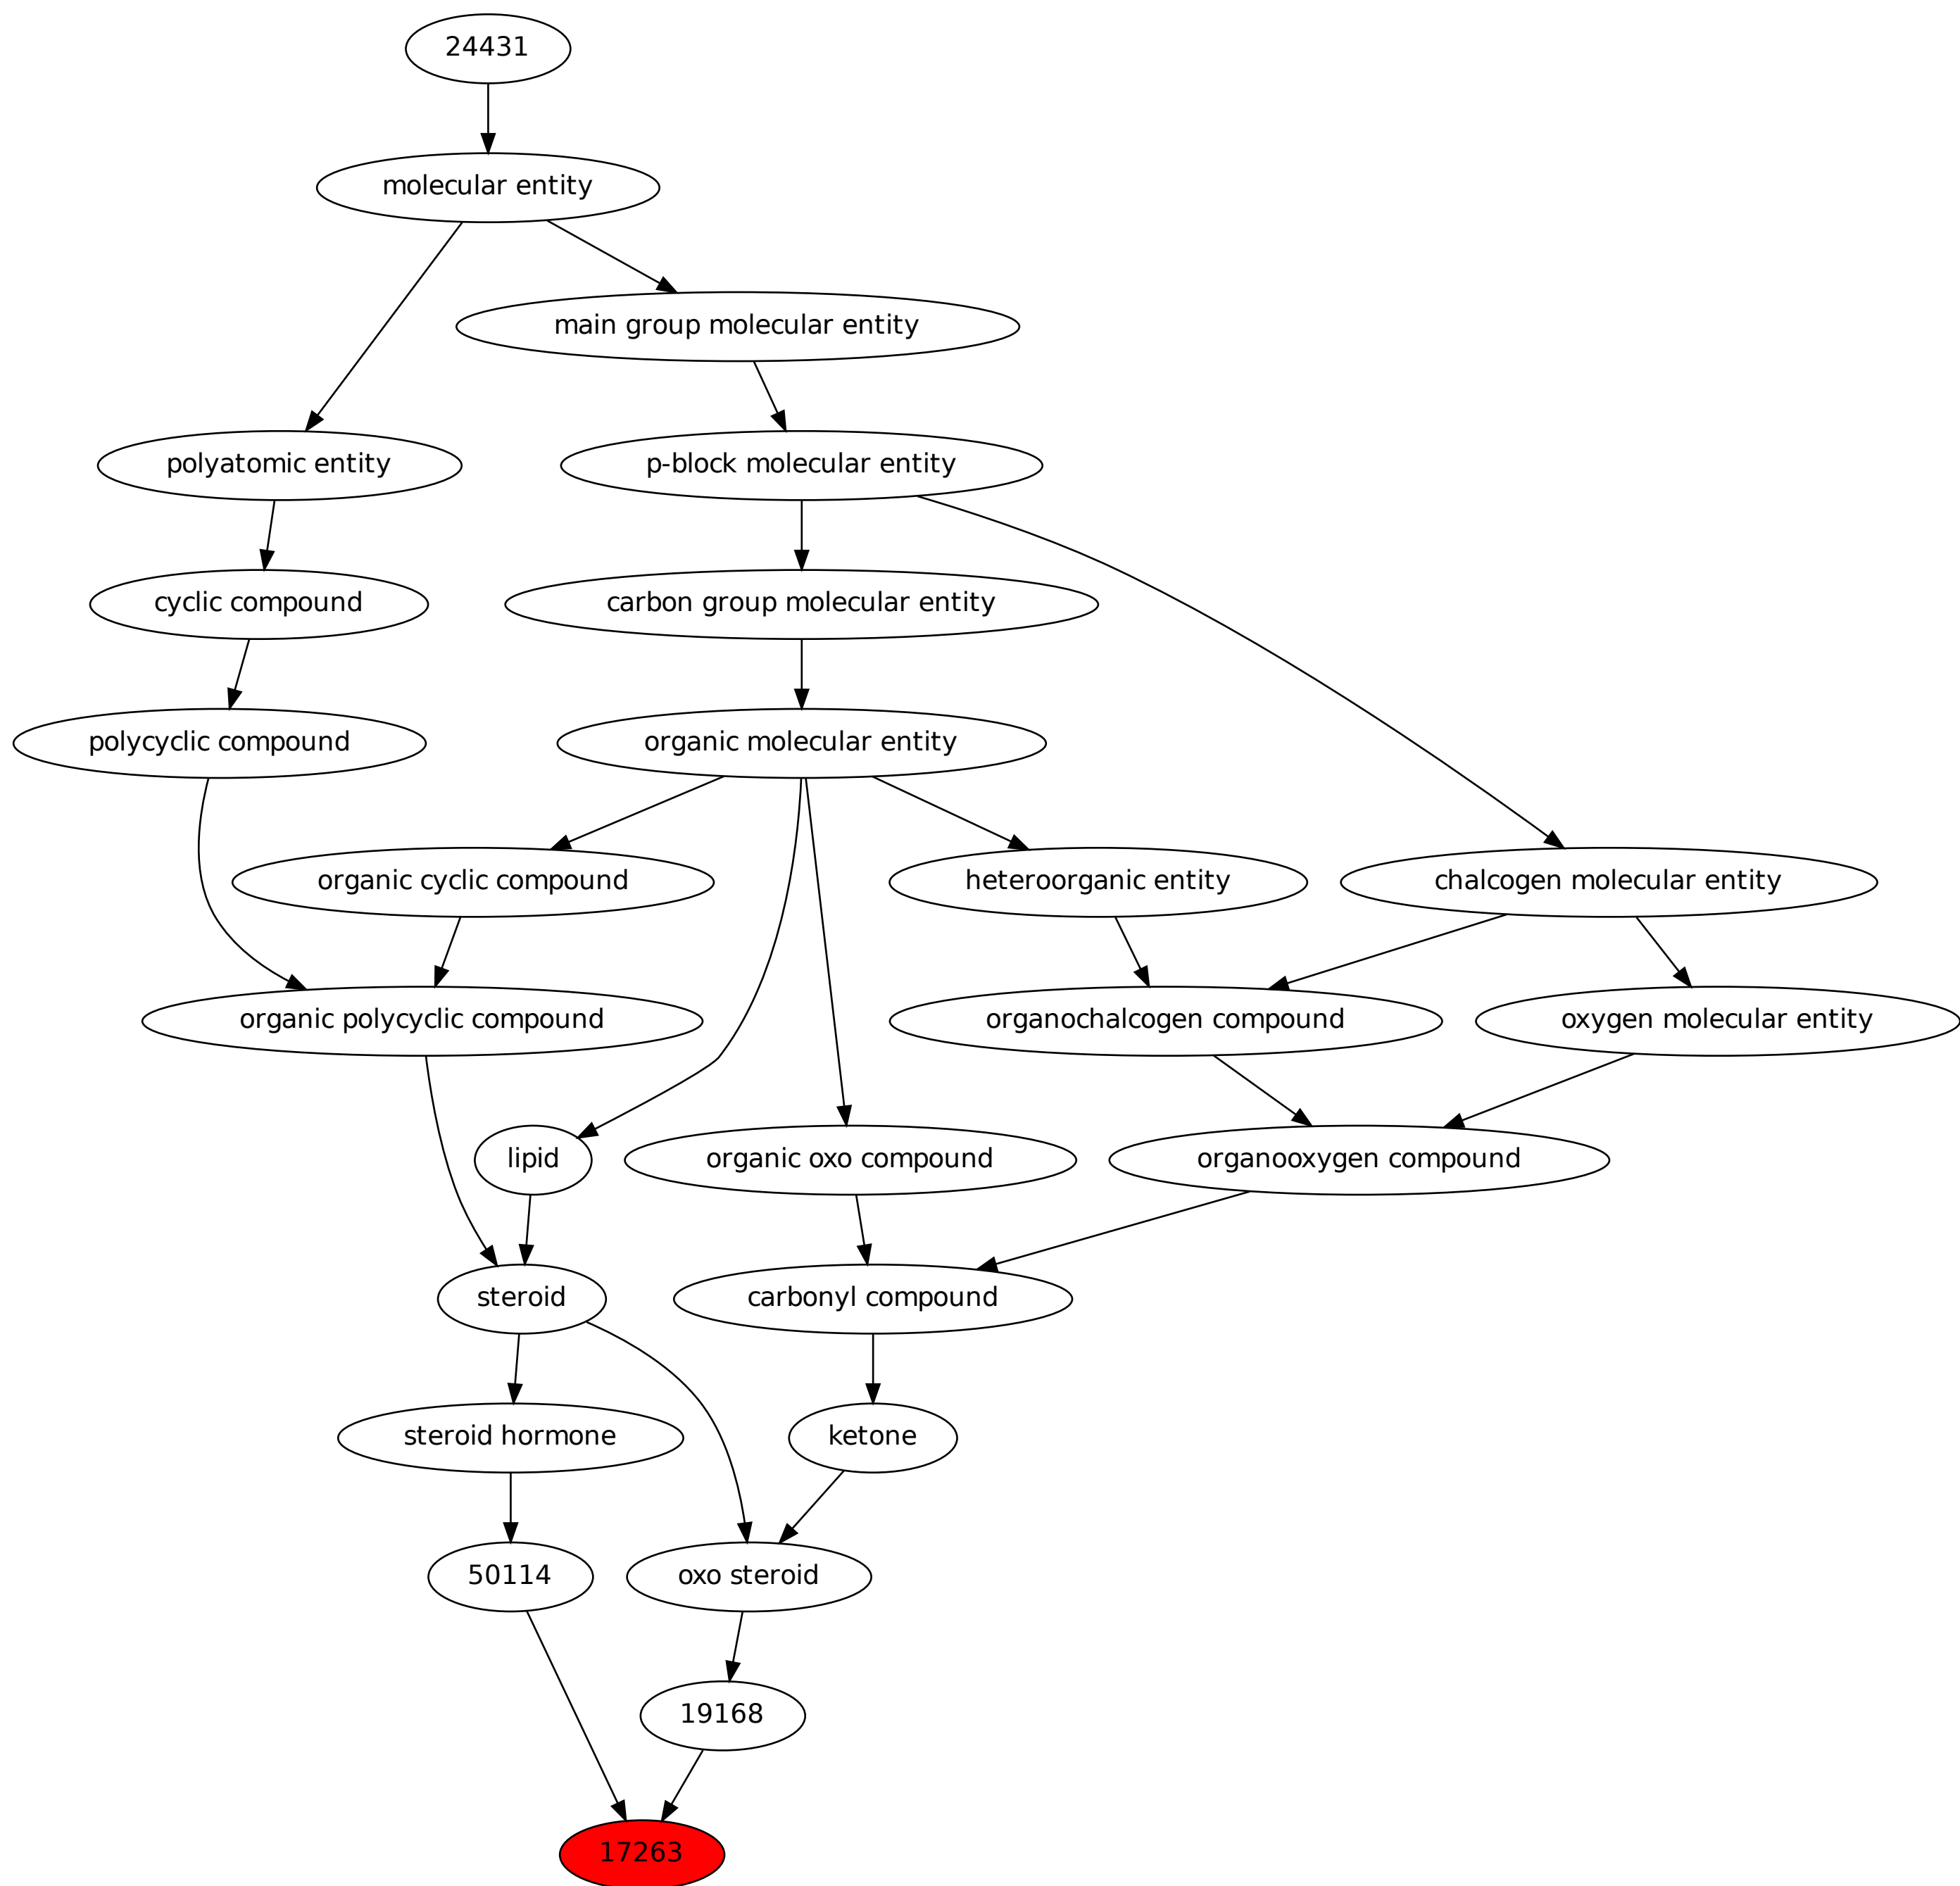 24431
molecular entity
main group molecular entity
polyatomic entity
p-block molecular entity
cyclic compound
carbon group molecular entity
polycyclic compound
organic molecular entity
organic cyclic compound
heteroorganic entity
chalcogen molecular entity
organic polycyclic compound
organochalcogen compound
oxygen molecular entity
lipid
organic oxo compound
organooxygen compound
steroid
carbonyl compound
steroid hormone
ketone
50114
oxo steroid
19168
17263